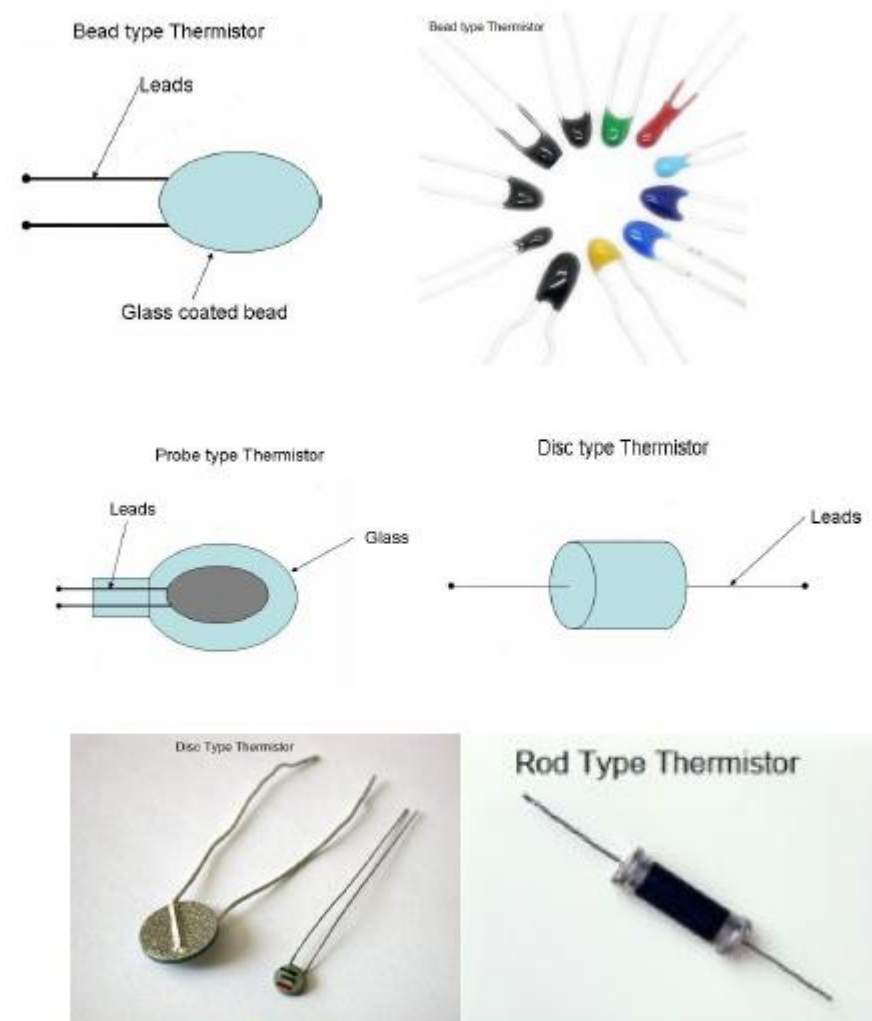 Bead type Thermistor
Bead type Thermistor
Leads
Glass coated bead
Probe type Thermistor
Disc type Thermistor
Leads
Glass
Leads
Disc Type Thermistor
Rod Type Thermistor